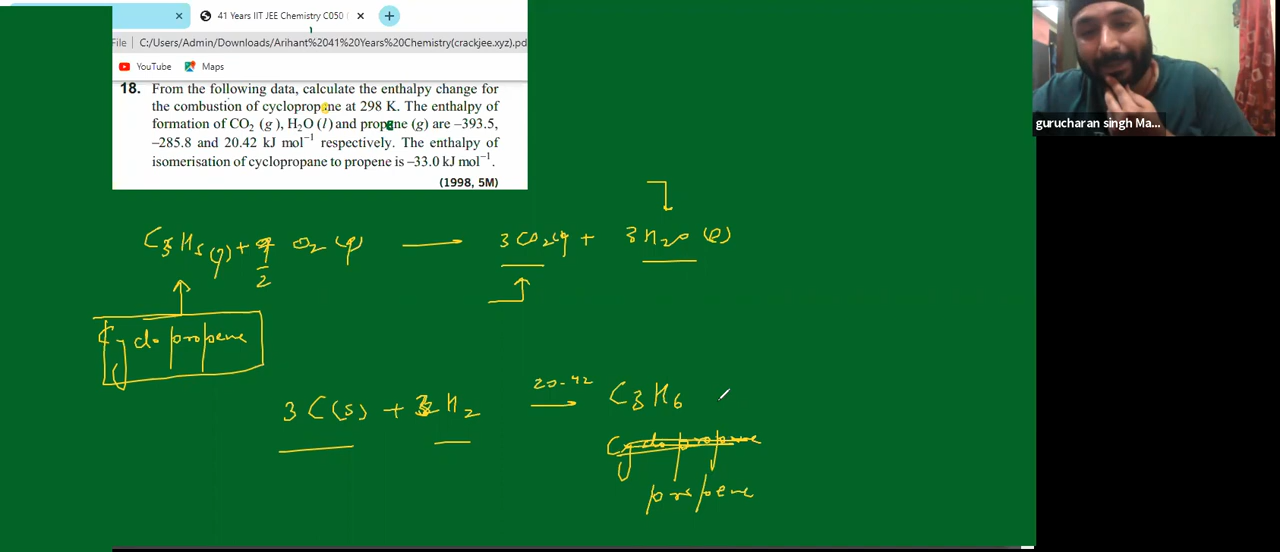 41 Years IIT JEE Chemistry C050
File C:/Users/Admin/Downloads/Arihant%2041%20Years%20Chemistry(crackjee.xyz).pd
YouTube Maps
18. From the following data, calculate the enthalpy change for
the combustion of cyclopropane at 298 K. The enthalpy of
formation of CO₂ (g), H₂O (l) and propene (g) are –393.5,
–285.8 and 20.42 kJ mol⁻¹ respectively. The enthalpy of
isomerisation of cyclopropane to propene is –33.0 kJ mol⁻¹.
(1998, 5M)
gurucharan singh Ma...
C₃H₆(g) + 9/2 O₂(g) → 3CO₂(g) + 3H₂O (l)
Cyclopropene
3C(s) + 3H₂ 20.42 → C₃H₆
Cyclopropene
propene